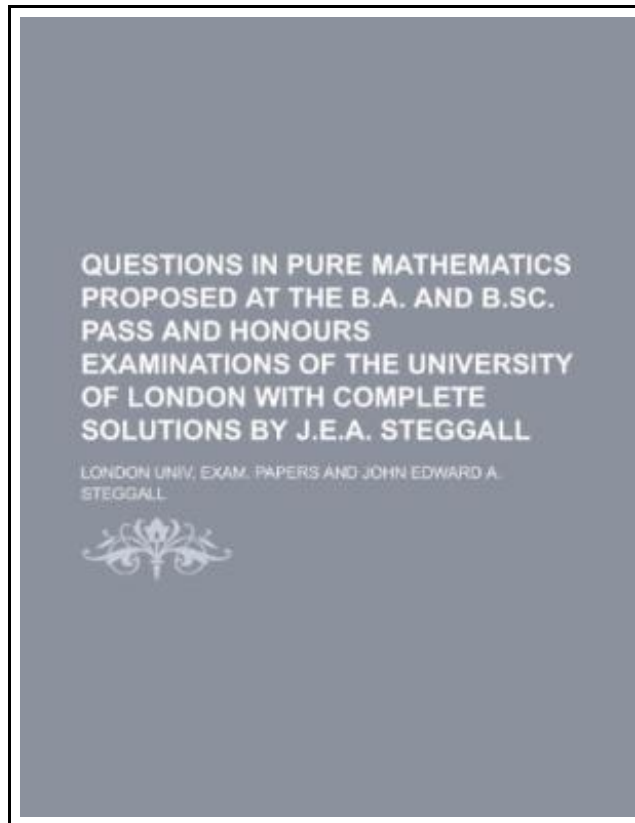 QUESTIONS IN PURE MATHEMATICS
PROPOSED AT THE B.A. AND B.SC.
PASS AND HONOURS
EXAMINATIONS OF THE UNIVERSITY
OF LONDON WITH COMPLETE
SOLUTIONS BY J.E.A. STEGGALL
LONDON UNIV. EXAM. PAPERS AND JOHN EDWARD A.
STEGGALL